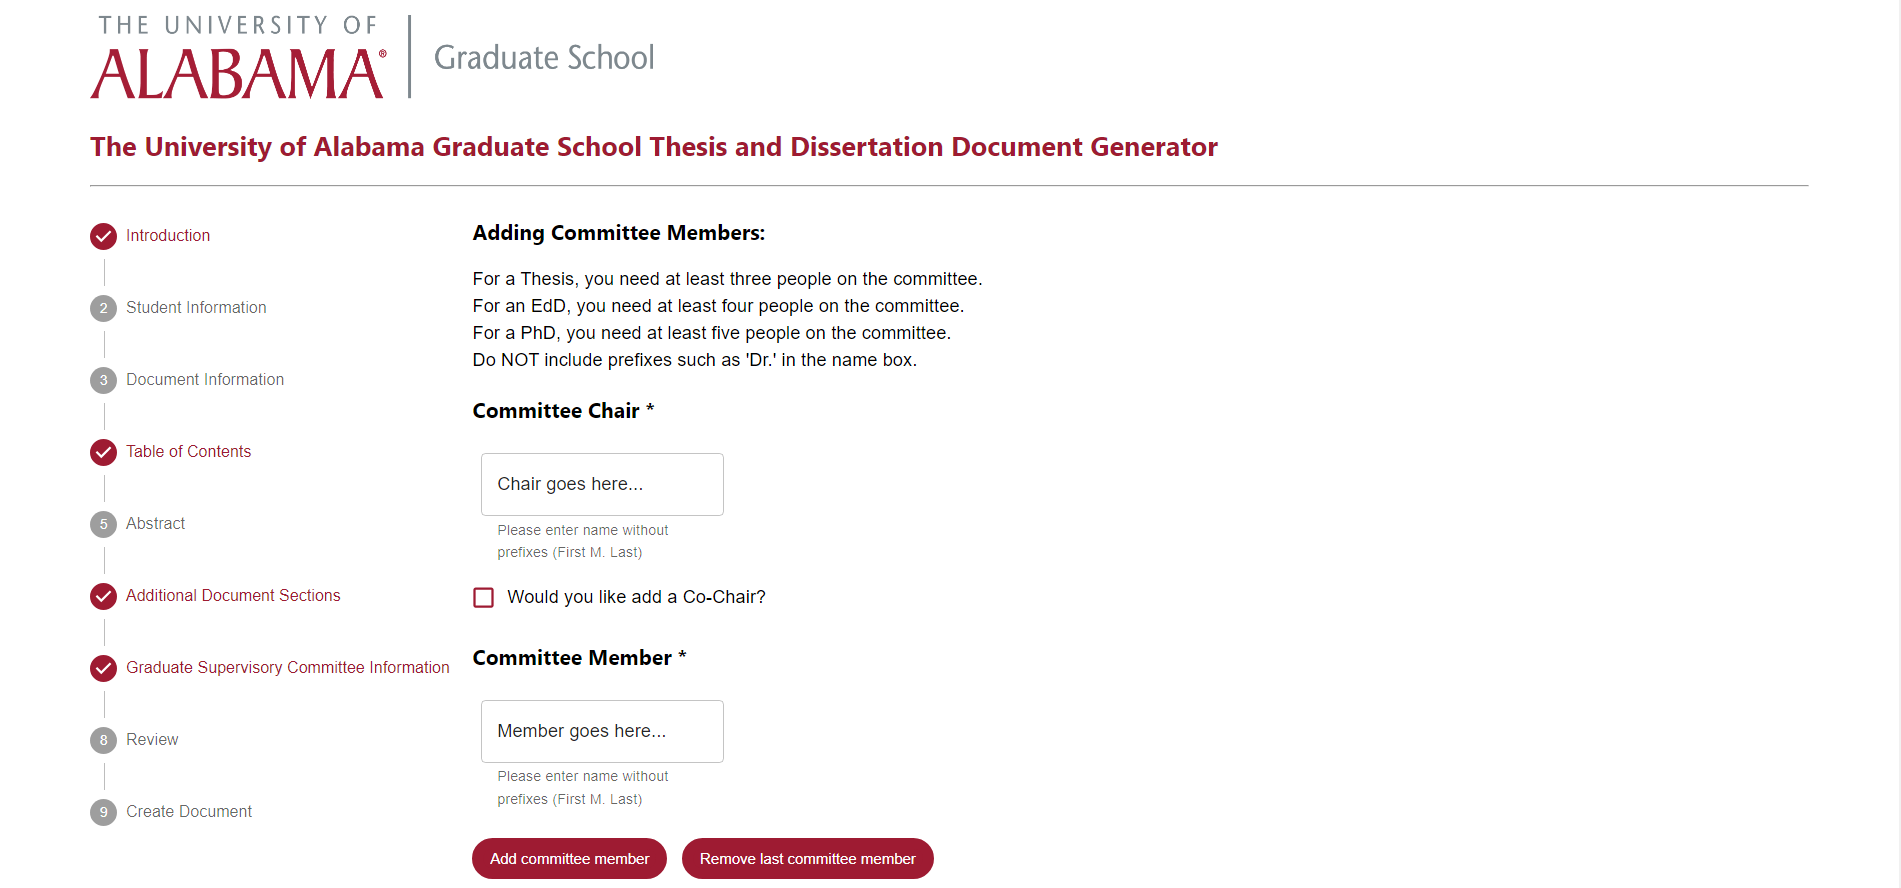 THE UNIVERSITY OF
ALABAMA®
Graduate School
The University of Alabama Graduate School Thesis and Dissertation Document Generator
Introduction
2 Student Information
3 Document Information
Table of Contents
5 Abstract
Additional Document Sections
Graduate Supervisory Committee Information
8 Review
9 Create Document
Adding Committee Members:
For a Thesis, you need at least three people on the committee.
For an EdD, you need at least four people on the committee.
For a PhD, you need at least five people on the committee.
Do NOT include prefixes such as 'Dr.' in the name box.
Committee Chair *
Chair goes here...
Please enter name without
prefixes (First M. Last)
Would you like add a Co-Chair?
Committee Member *
Member goes here...
Please enter name without
prefixes (First M. Last)
Add committee member
Remove last committee member